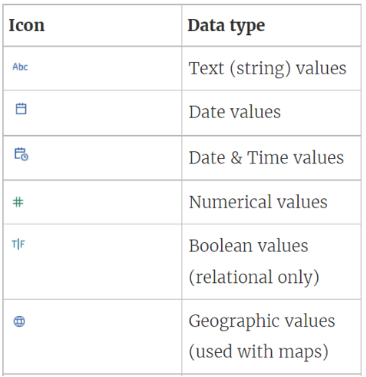 Icon Data type
Abc Text (string) values
Date values
Date & Time values
# Numerical values
T|F Boolean values
(relational only)
Geographic values
(used with maps)